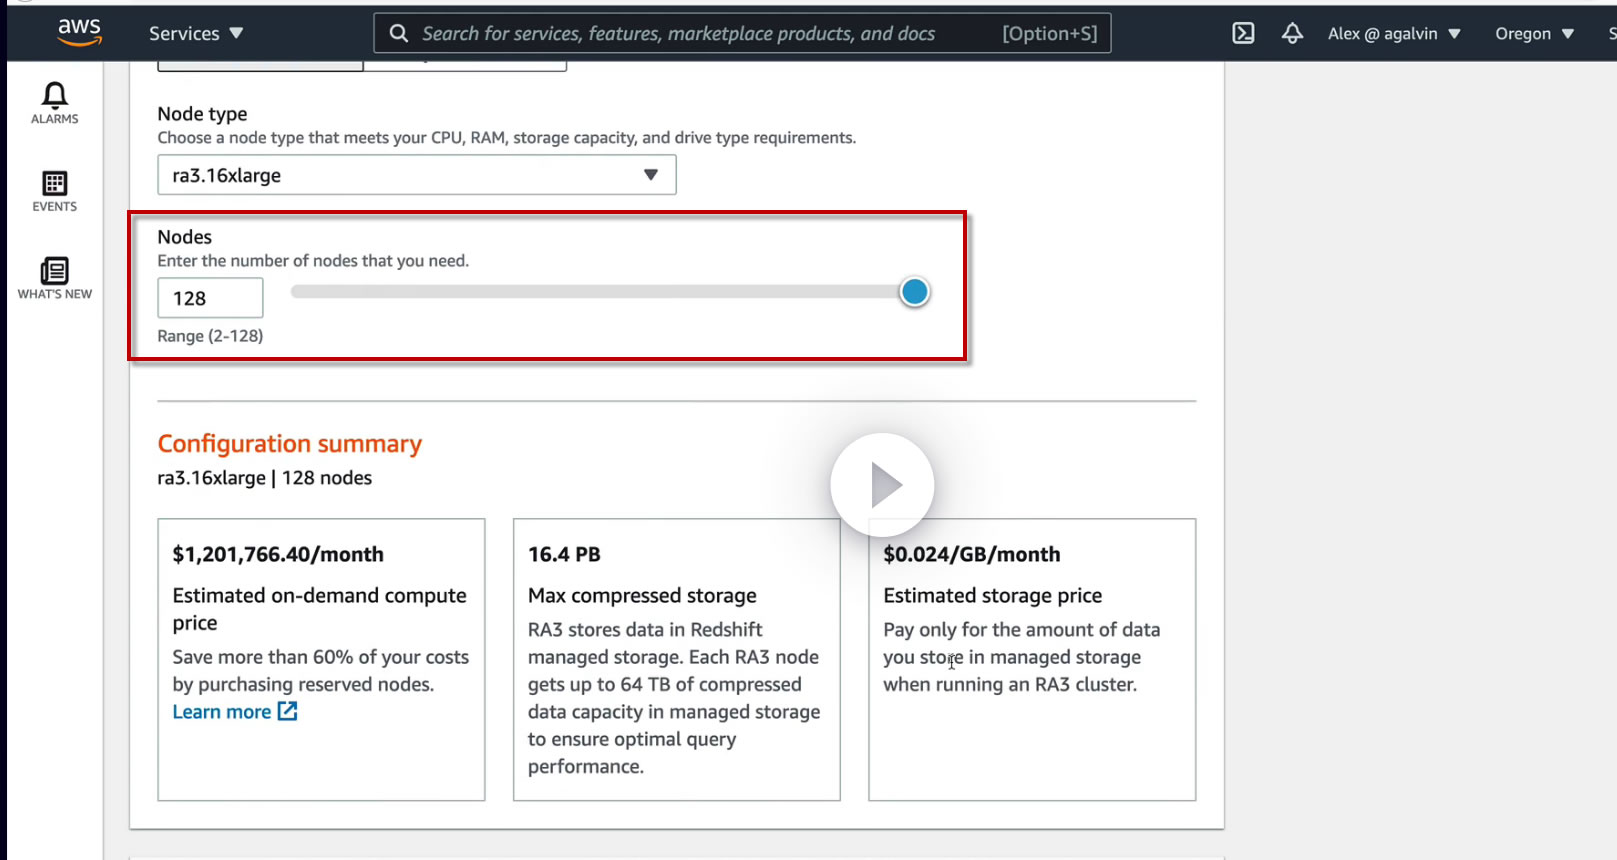 aws
Services ▼
Search for services, features, marketplace products, and docs
[Option+S]
Alex @ agalvin ▼
Oregon ▼
ALARMS
EVENTS
WHAT'S NEW
Node type
Choose a node type that meets your CPU, RAM, storage capacity, and drive type requirements.
ra3.16xlarge
Nodes
Enter the number of nodes that you need.
128
Range (2-128)
Configuration summary
ra3.16xlarge | 128 nodes
$1,201,766.40/month
Estimated on-demand compute
price
Save more than 60% of your costs
by purchasing reserved nodes.
Learn more
16.4 PB
Max compressed storage
RA3 stores data in Redshift
managed storage. Each RA3 node
gets up to 64 TB of compressed
data capacity in managed storage
to ensure optimal query
performance.
$0.024/GB/month
Estimated storage price
Pay only for the amount of data
you store in managed storage
when running an RA3 cluster.